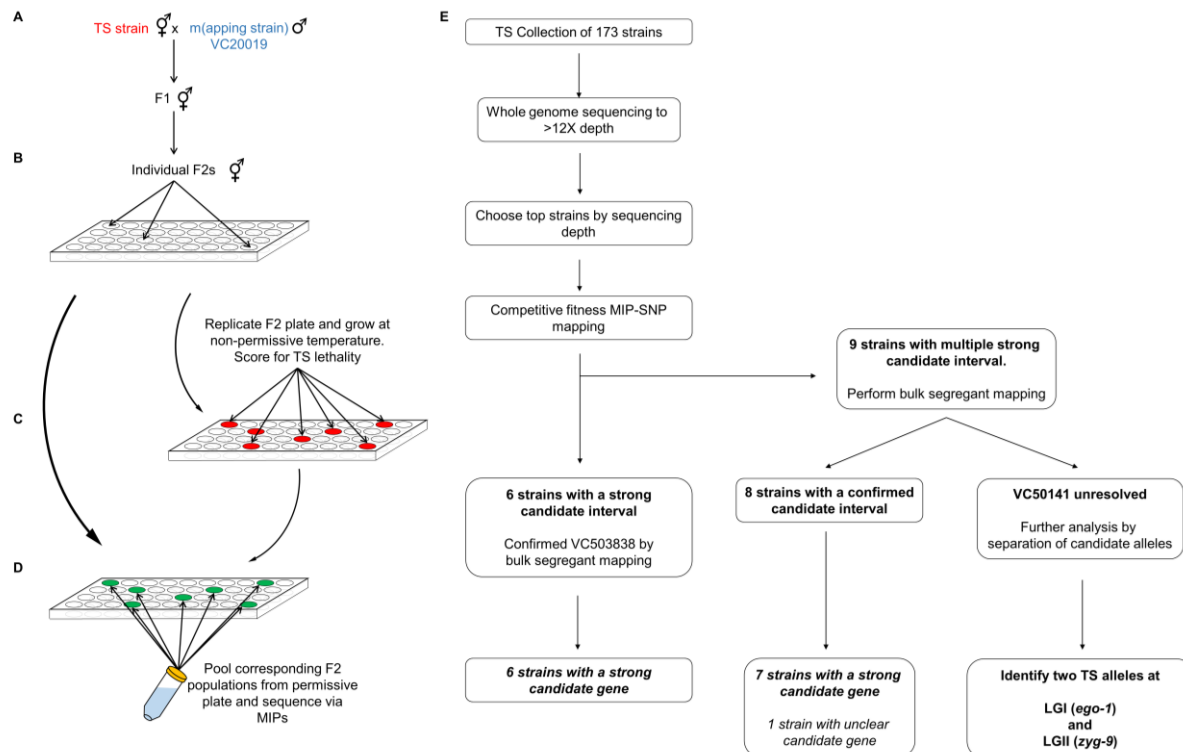 A
TS strain ⚥ x m(apping strain) ♂
VC20019
F1 ⚥
B
Individual F2s ⚥
Replicate F2 plate and grow at
non-permissive temperature.
Score for TS lethality
C
D
Pool corresponding F2
populations from permissive
plate and sequence via
MIPs
E
TS Collection of 173 strains
Whole genome sequencing to
>12X depth
Choose top strains by sequencing
depth
Competitive fitness MIP-SNP
mapping
9 strains with multiple strong
candidate interval.
Perform bulk segregant mapping
6 strains with a strong
candidate interval
Confirmed VC503838 by
bulk segregant mapping
8 strains with a confirmed
candidate interval
VC50141 unresolved
Further analysis by
separation of candidate alleles
6 strains with a strong
candidate gene
7 strains with a strong
candidate gene
1 strain with unclear
candidate gene
Identify two TS alleles at
LGI (ego-1)
and
LGII (zyg-9)